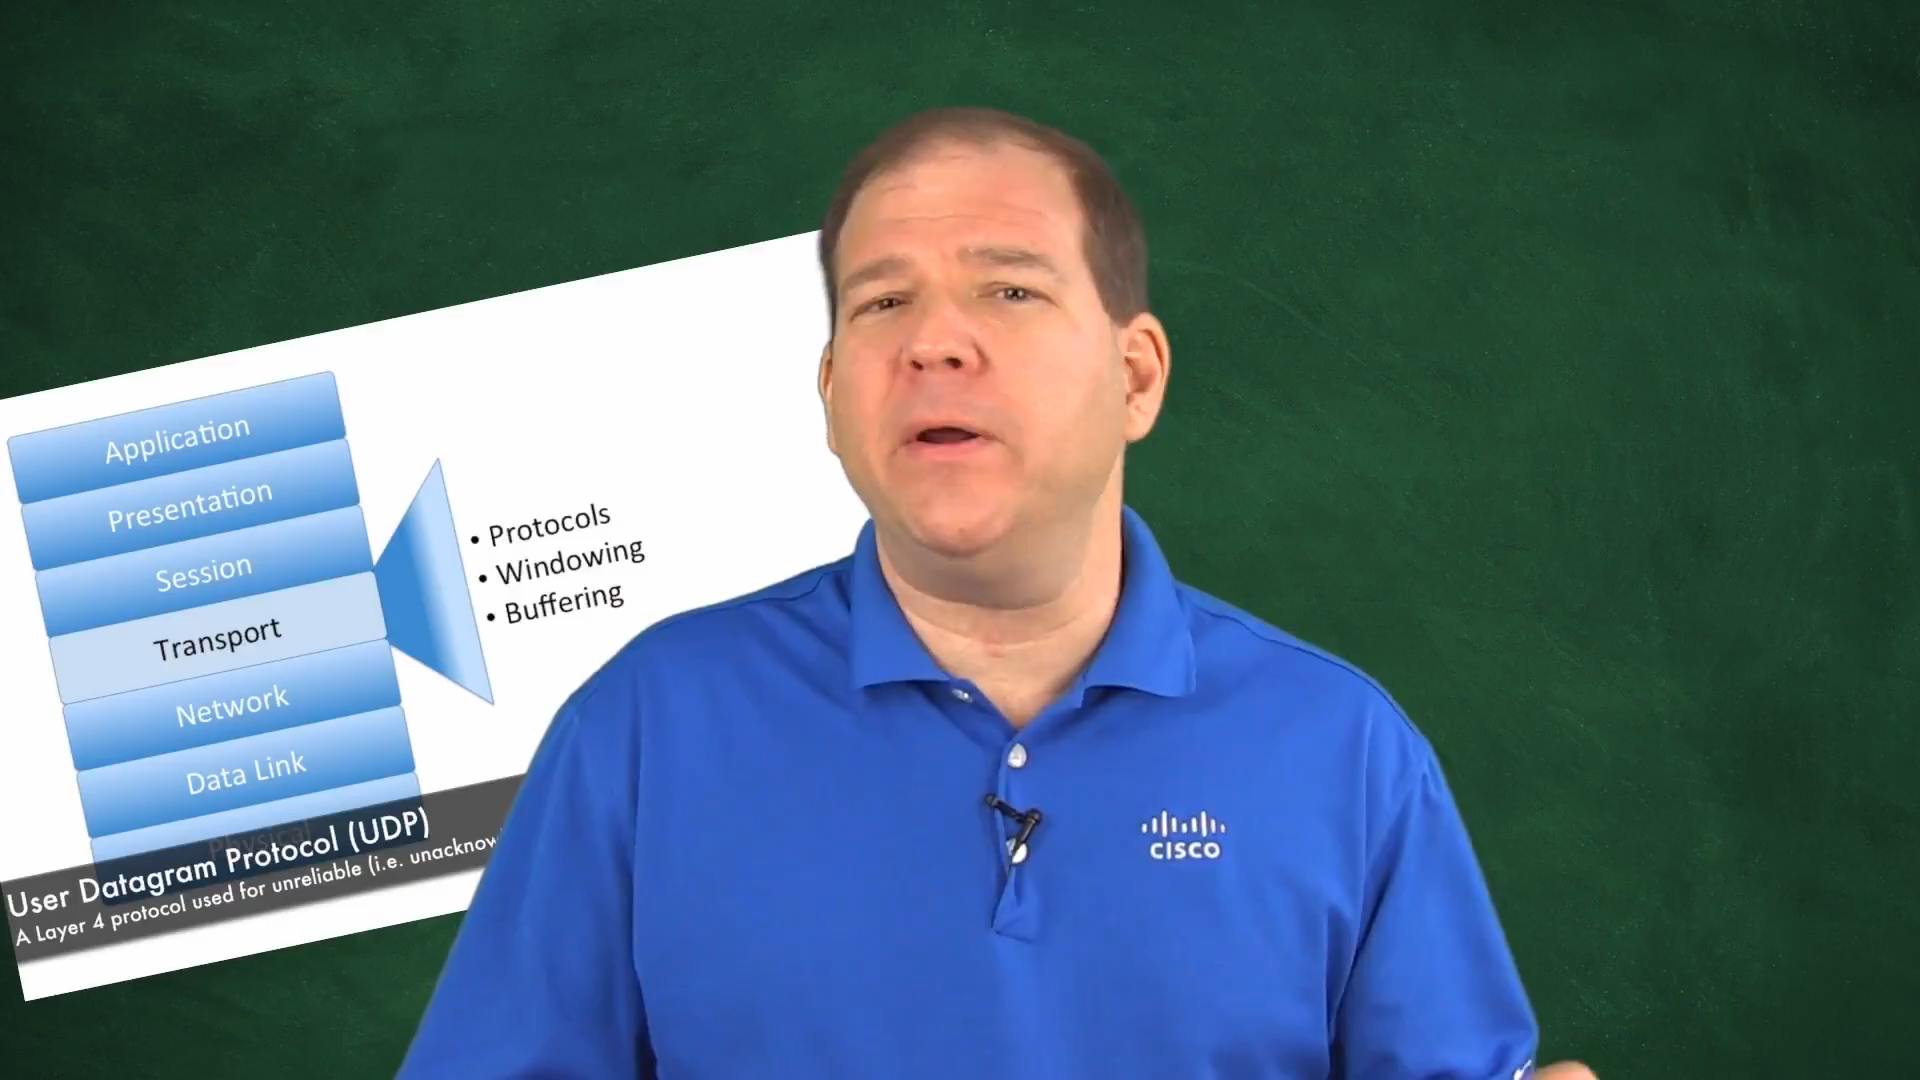 Application
Presentation
Session
Transport
Network
Data Link
Physical
• Protocols
• Windowing
• Buffering
User Datagram Protocol (UDP)
A Layer 4 protocol used for unreliable (i.e.
CISCO